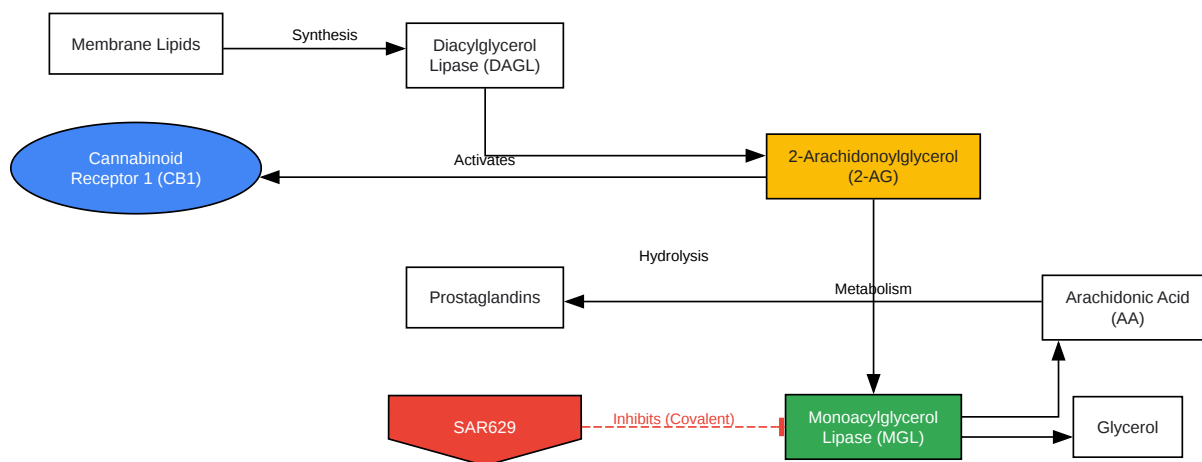 Membrane Lipids
Synthesis
Diacylglycerol
Lipase (DAGL)
Cannabinoid
Receptor 1 (CB1)
Activates
2-Arachidonoylglycerol
(2-AG)
Hydrolysis
Prostaglandins
Metabolism
Arachidonic Acid
(AA)
SAR629
Inhibits (Covalent)
Monoacylglycerol
Lipase (MGL)
Glycerol